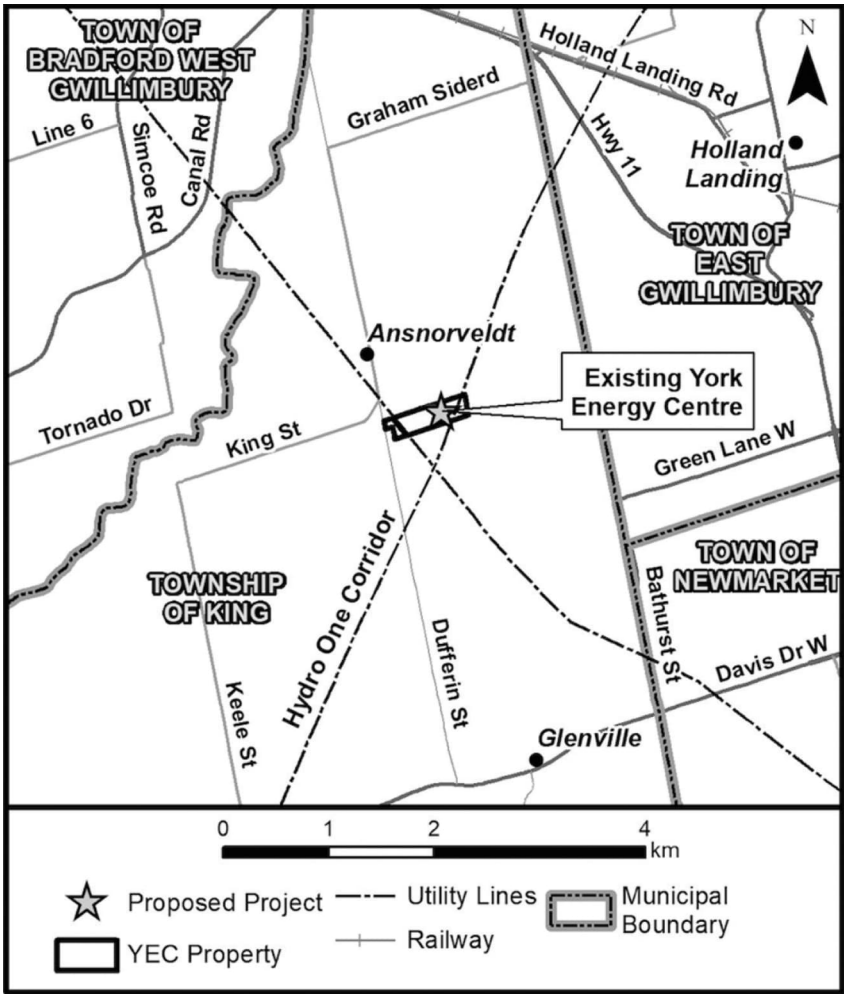 TOWN OF
BRADFORD WEST
GWILLIMBURY
N
Holland Landing Rd
Graham Siderd
Line 6
Simcoe Rd
Canal Rd
Hwy 11
Holland
Landing
TOWN OF
EAST
GWILLIMBURY
Ansnorveldt
Existing York
Energy Centre
Tornado Dr
King St
Green Lane W
TOWN OF
NEWMARKET
TOWNSHIP
OF KING
Hydro One Corridor
Bathurst St
Dufferin St
Davis Dr W
Keele St
Glenville
0 1 2 4
km
Proposed Project
Utility Lines
Municipal
Boundary
YEC Property
Railway